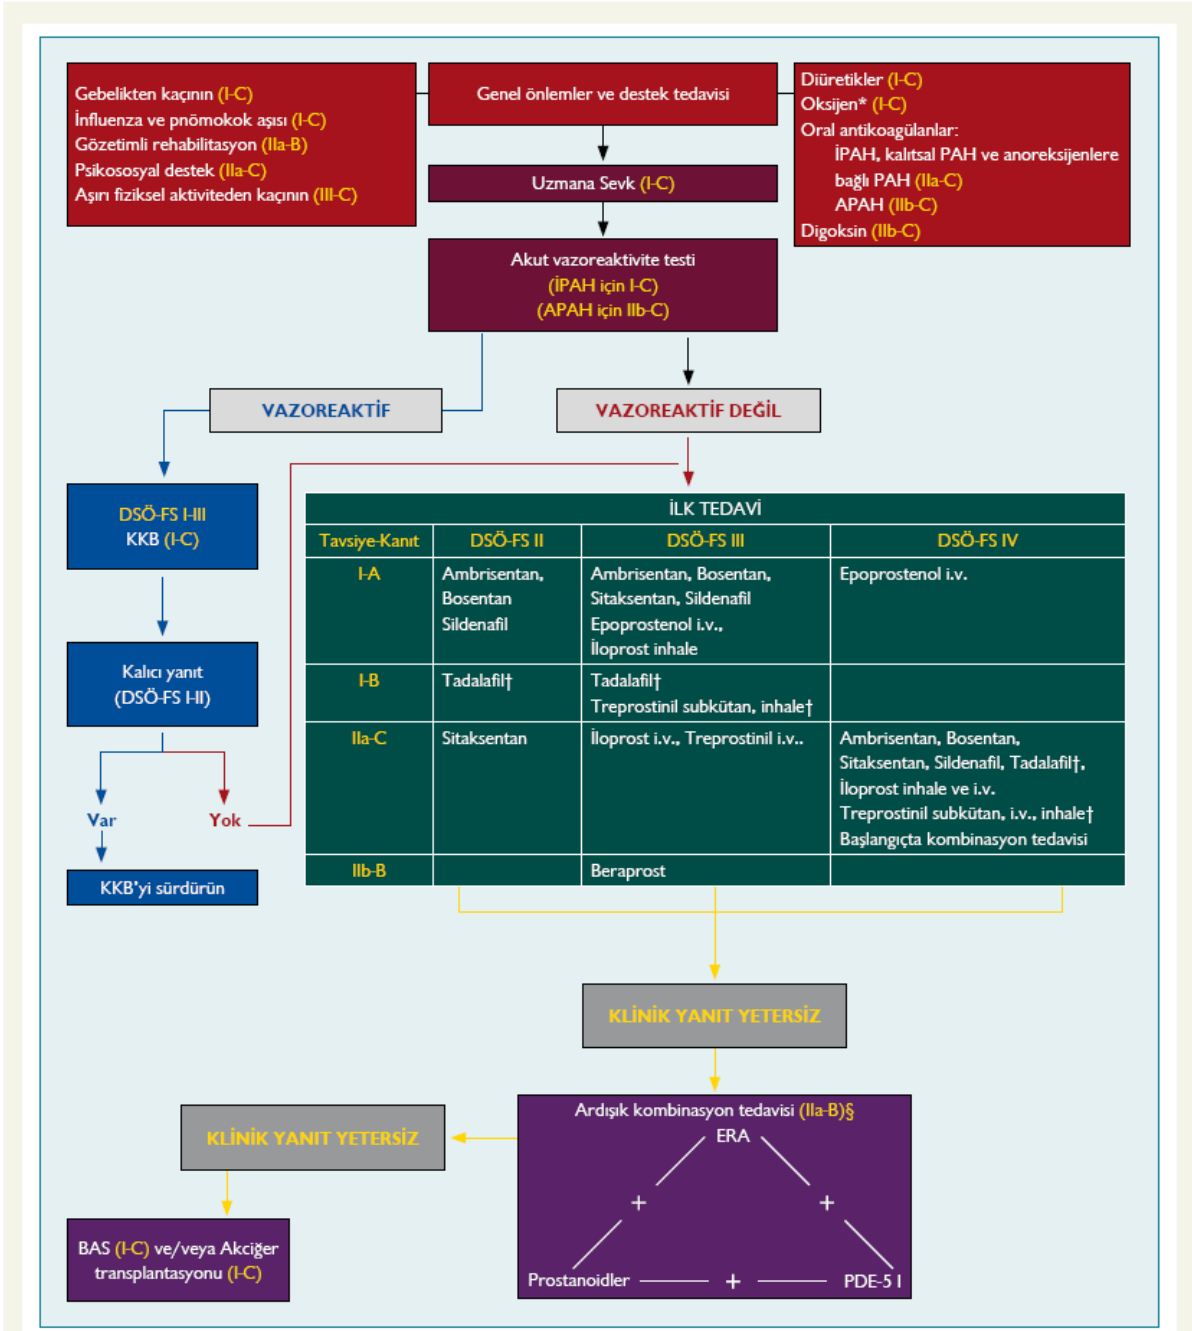 Gebelikten kaçının (I-C)
İnfluenza ve pnömokok aşısı (I-C)
Gözetimli rehabilitasyon (IIa-B)
Psikososyal destek (IIa-C)
Aşırı fiziksel aktiviteden kaçının (III-C)
Genel önlemler ve destek tedavisi
Diüretikler (I-C)
Oksijen* (I-C)
Oral antikoagülanlar:
İPAH, kalıtsal PAH ve anoreksijenlere
bağlı PAH (IIa-C)
APAH (IIb-C)
Digoksin (IIb-C)
Uzmana Sevk (I-C)
Akut vazoreaktivite testi
(İPAH için I-C)
(APAH için IIb-C)
VAZOREAKTİF
VAZOREAKTİF DEĞİL
DSÖ-FS I-III
KKB (I-C)
Kalıcı yanıt
(DSÖ-FS I-II)
Var
Yok
KKB'yi sürdürün
İLK TEDAVİ
Tavsiye-Kanıt DSÖ-FS II DSÖ-FS III DSÖ-FS IV
I-A Ambrisentan, Ambrisentan, Bosentan, Epoprostenol i.v.
Bosentan Sitaksentan, Sildenafil
Sildenafil Epoprostenol i.v.,
İloprost inhale
I-B Tadalafil† Tadalafil†
Treprostinil subkütan, inhale†
IIa-C Sitaksentan İloprost i.v., Treprostinil i.v.. Ambrisentan, Bosentan,
Sitaksentan, Sildenafil, Tadalafil†,
İloprost inhale ve i.v.
Treprostinil subkütan, i.v., inhale†
Başlangıçta kombinasyon tedavisi
IIb-B Beraprost
KLİNİK YANIT YETERSİZ
Ardışık kombinasyon tedavisi (IIa-B)§
ERA
+ +
Prostanoidler + PDE-5 I
KLİNİK YANIT YETERSİZ
BAS (I-C) ve/veya Akciğer
transplantasyonu (I-C)